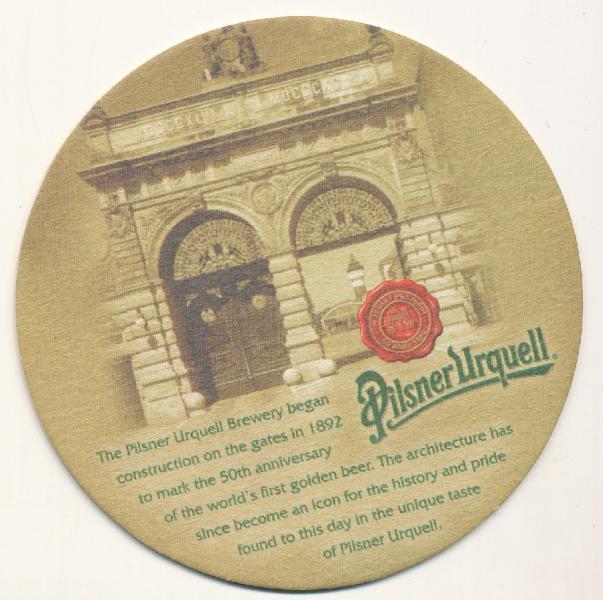 MDCCCXLII MDCCCXCII
Pilsner Urquell
The Pilsner Urquell Brewery began
construction on the gates in 1892
to mark the 50th anniversary
of the world's first golden beer. The architecture has
since become an icon for the history and pride
found to this day in the unique taste
of Pilsner Urquell.